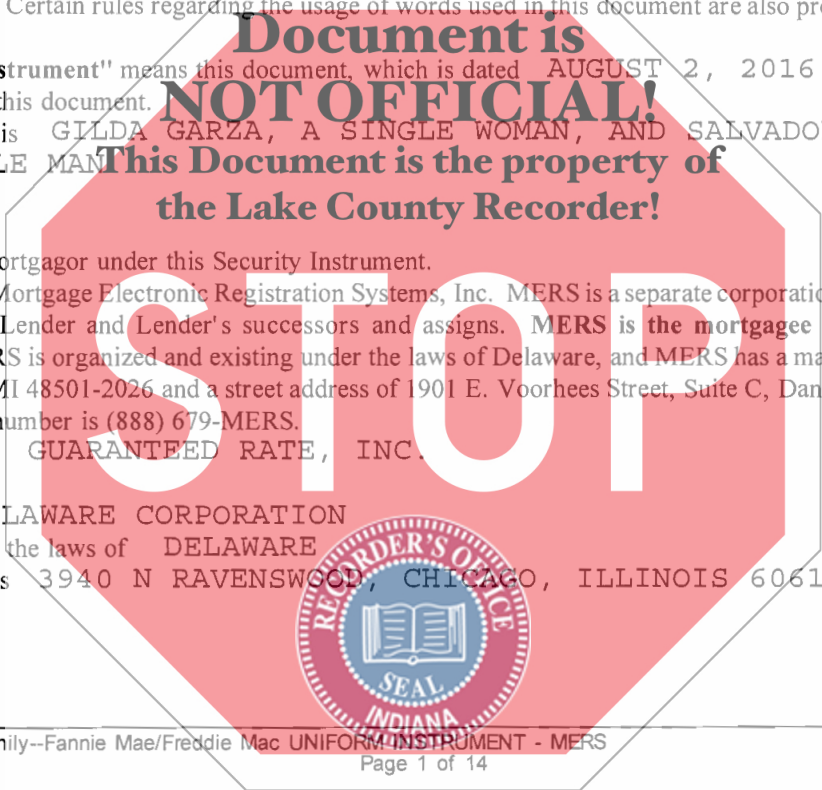 Certain rules regarding the usage of words used in this document are also pro
Document is
strument" means this document, which is dated AUGUST 2, 2016
this document.
NOT OFFICIAL!
is GILDA GARZA, A SINGLE WOMAN, AND SALVADO
LE MAN
This Document is the property of
the Lake County Recorder!
ortgagor under this Security Instrument.
Mortgage Electronic Registration Systems, Inc. MERS is a separate corporatio
Lender and Lender's successors and assigns. MERS is the mortgagee
RS is organized and existing under the laws of Delaware, and MERS has a ma
MI 48501-2026 and a street address of 1901 E. Voorhees Street, Suite C, Dan
number is (888) 679-MERS.
STOP
GUARANTEED RATE, INC.
LAWARE CORPORATION
the laws of DELAWARE
s 3940 N RAVENSWOOD, CHICAGO, ILLINOIS 6061
RECORDER'S OFFICE
SEAL
INDIANA
mily--Fannie Mae/Freddie Mac UNIFORM INSTRUMENT - MERS
Page 1 of 14